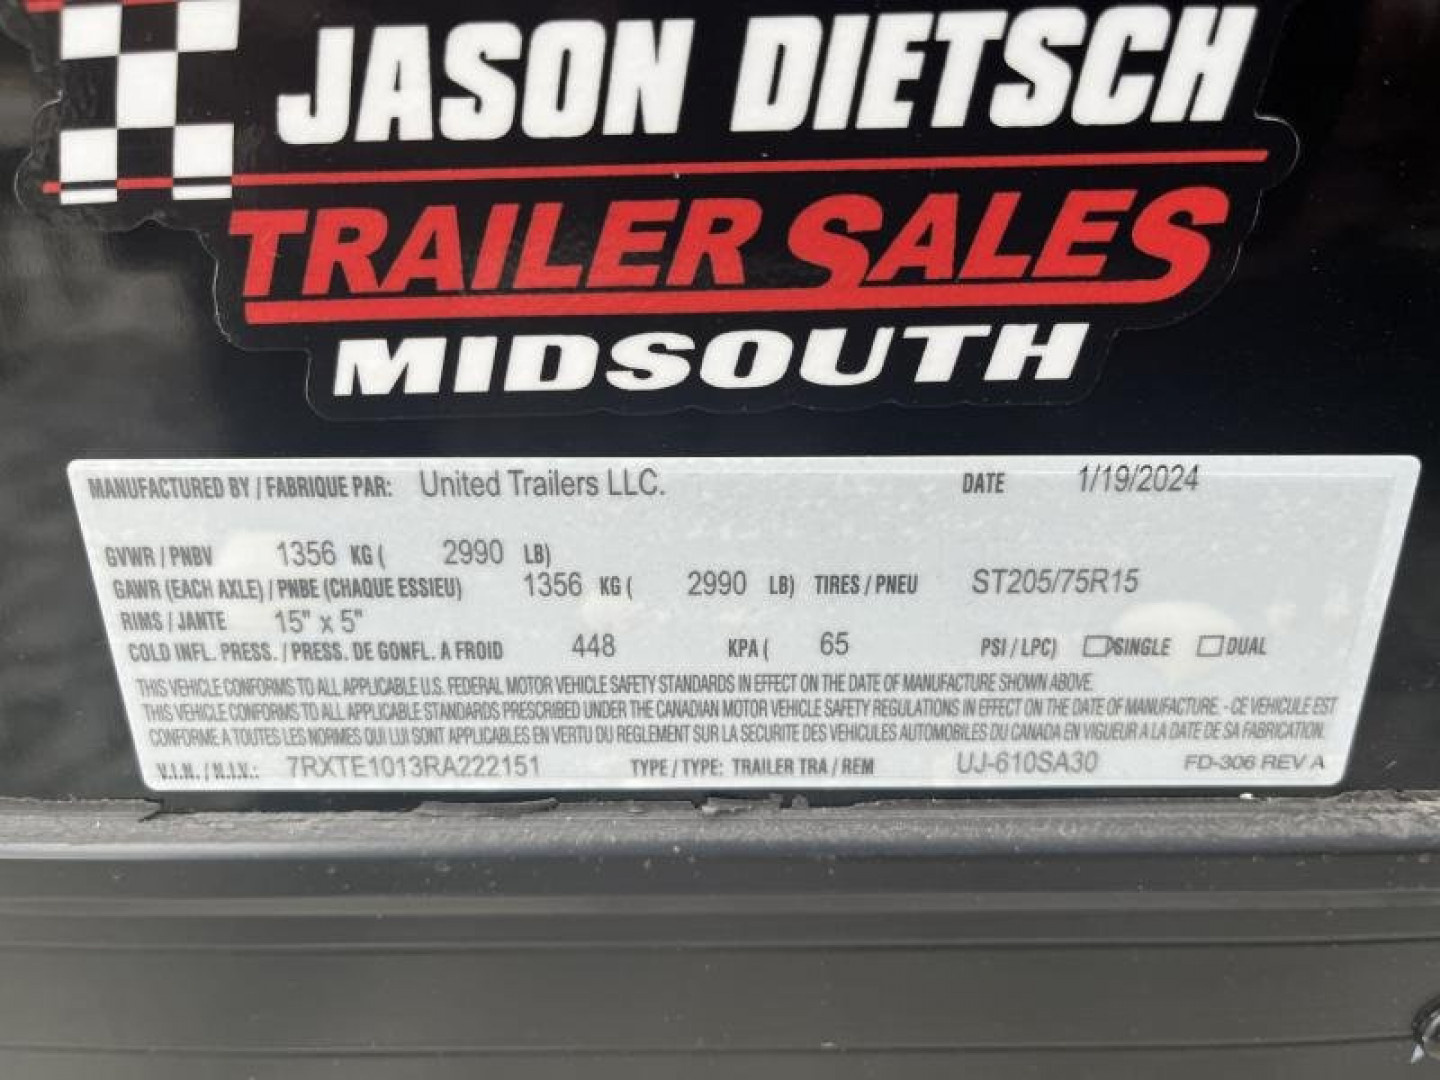 JASON DIETSCH
TRAILER SALES
MIDSOUTH
MANUFACTURED BY / FABRIQUE PAR: United Trailers LLC. DATE 1/19/2024
GVWR / PNBV 1356 KG ( 2990 LB)
GAWR (EACH AXLE) / PNBE (CHAQUE ESSIEU) 1356 KG ( 2990 LB) TIRES / PNEU ST205/75R15
RIMS / JANTE 15" x 5"
COLD INFL. PRESS. / PRESS. DE GONFL. A FROID 448 KPA ( 65 PSI / LPC) SINGLE DUAL
THIS VEHICLE CONFORMS TO ALL APPLICABLE U.S. FEDERAL MOTOR VEHICLE SAFETY STANDARDS IN EFFECT ON THE DATE OF MANUFACTURE SHOWN ABOVE.
THIS VEHICLE CONFORMS TO ALL APPLICABLE STANDARDS PRESCRIBED UNDER THE CANADIAN MOTOR VEHICLE SAFETY REGULATIONS IN EFFECT ON THE DATE OF MANUFACTURE. - CE VEHICULE EST
CONFORME A TOUTES LES NORMES QUI LUI SONT APPLICABLES EN VERTU DU REGLEMENT SUR LA SECURITE DES VEHICULES AUTOMOBILES DU CANADA EN VIGUEUR A LA DATE DE SA FABRICATION.
V.I.N. / N.I.V.: 7RXTE1013RA222151 TYPE / TYPE: TRAILER TRA / REM UJ-610SA30 FD-306 REV A